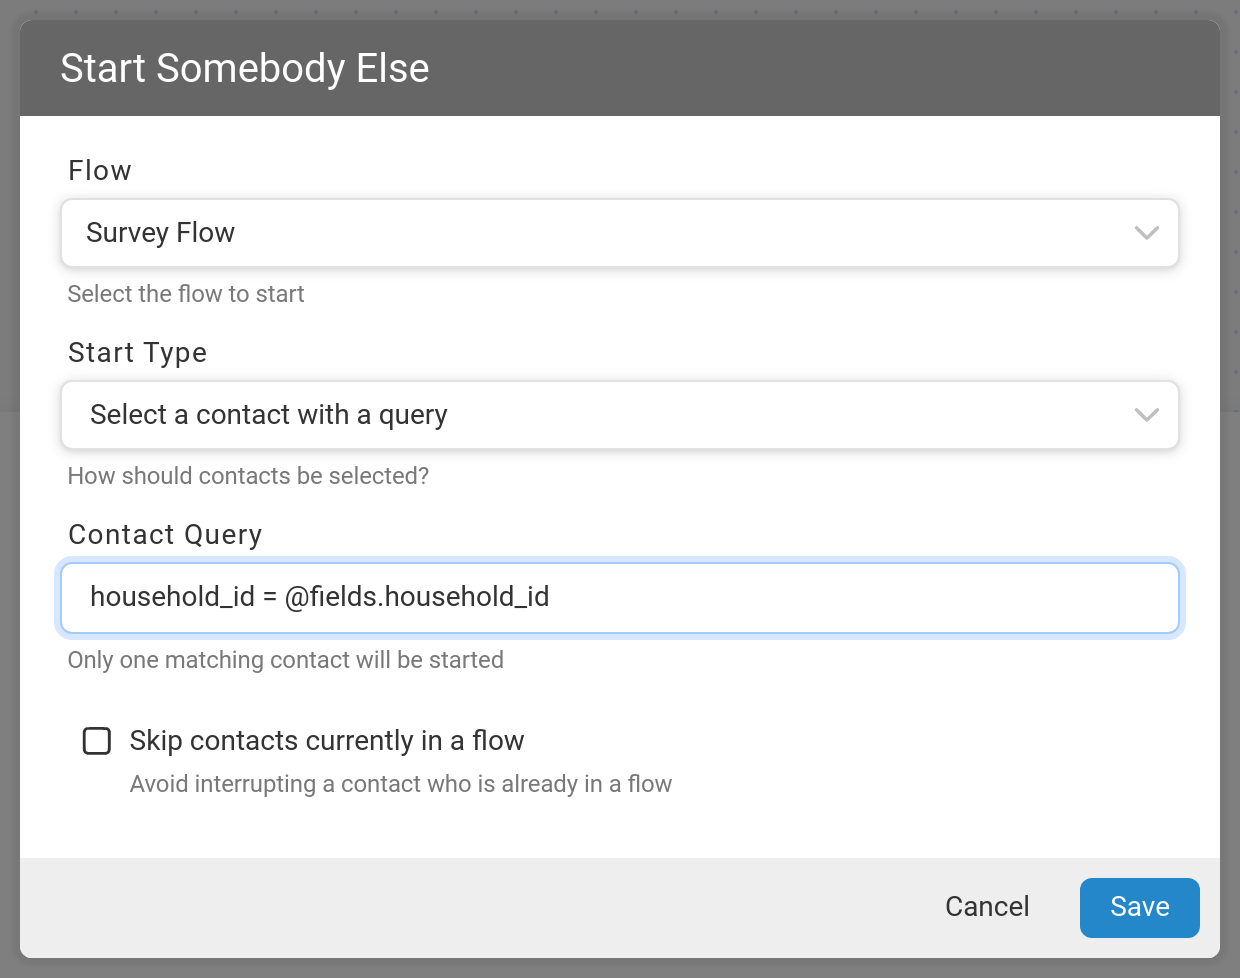 Start Somebody Else
Flow
Survey Flow
Select the flow to start
Start Type
Select a contact with a query
How should contacts be selected?
Contact Query
household_id = @fields.household_id
Only one matching contact will be started
Skip contacts currently in a flow
Avoid interrupting a contact who is already in a flow
Cancel
Save